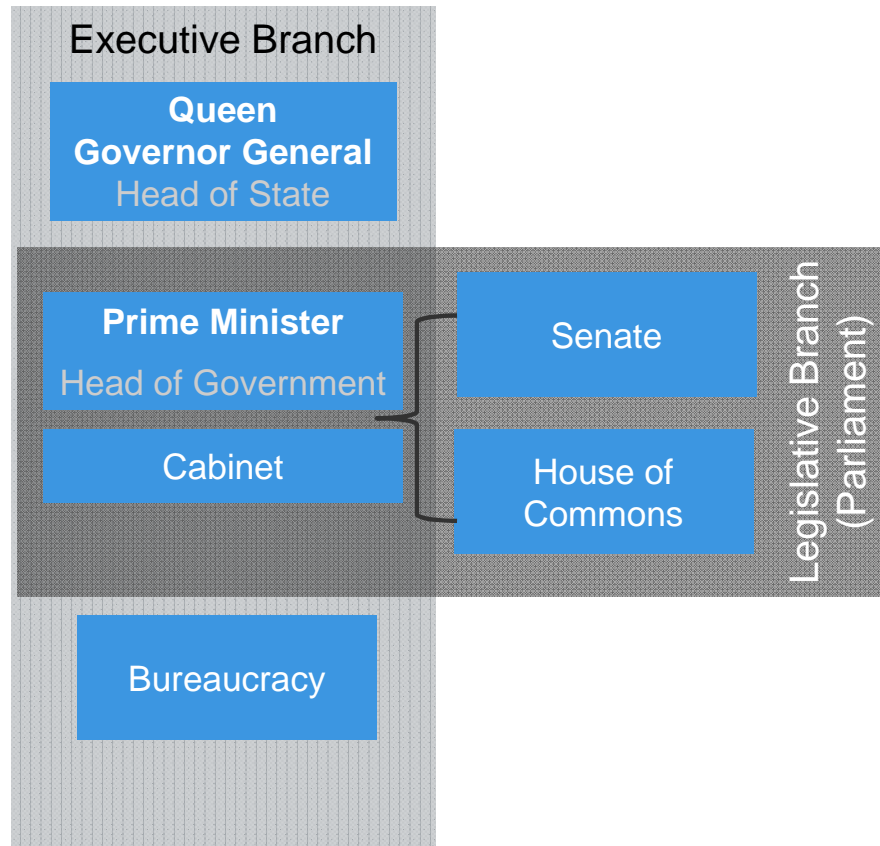 Executive Branch
Queen
Governor General
Head of State
Prime Minister
Head of Government
Cabinet
Senate
House of
Commons
Legislative Branch
(Parliament)
Bureaucracy